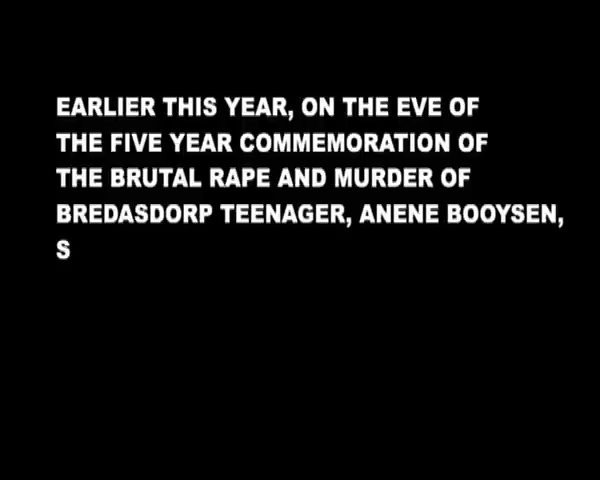 EARLIER THIS YEAR, ON THE EVE OF
THE FIVE YEAR COMMEMORATION OF
THE BRUTAL RAPE AND MURDER OF
BREDASDORP TEENAGER, ANENE BOOYSEN,
S